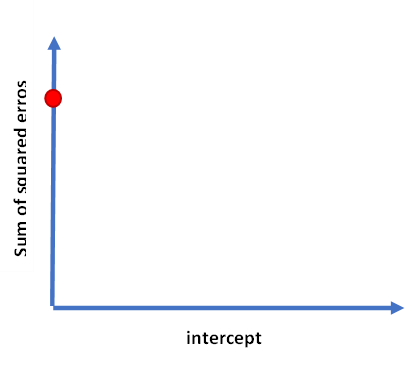 Sum of squared erros
intercept